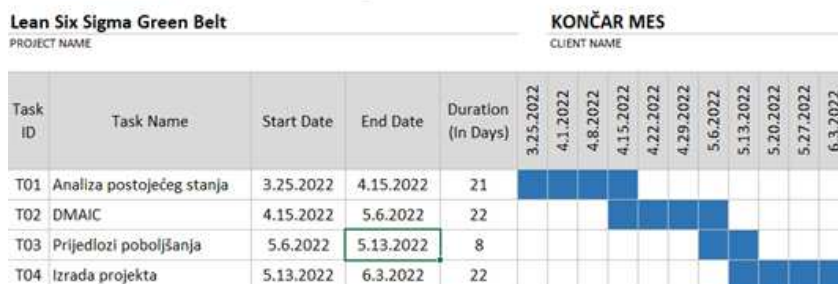 Lean Six Sigma Green Belt KONČAR MES
PROJECT NAME CLIENT NAME
Task ID Task Name Start Date End Date Duration (In Days) 3.25.2022 4.1.2022 4.8.2022 4.15.2022 4.22.2022 4.29.2022 5.6.2022 5.13.2022 5.20.2022 5.27.2022 6.3.2022
T01 Analiza postojećeg stanja 3.25.2022 4.15.2022 21
T02 DMAIC 4.15.2022 5.6.2022 22
T03 Prijedlozi poboljšanja 5.6.2022 5.13.2022 8
T04 Izrada projekta 5.13.2022 6.3.2022 22